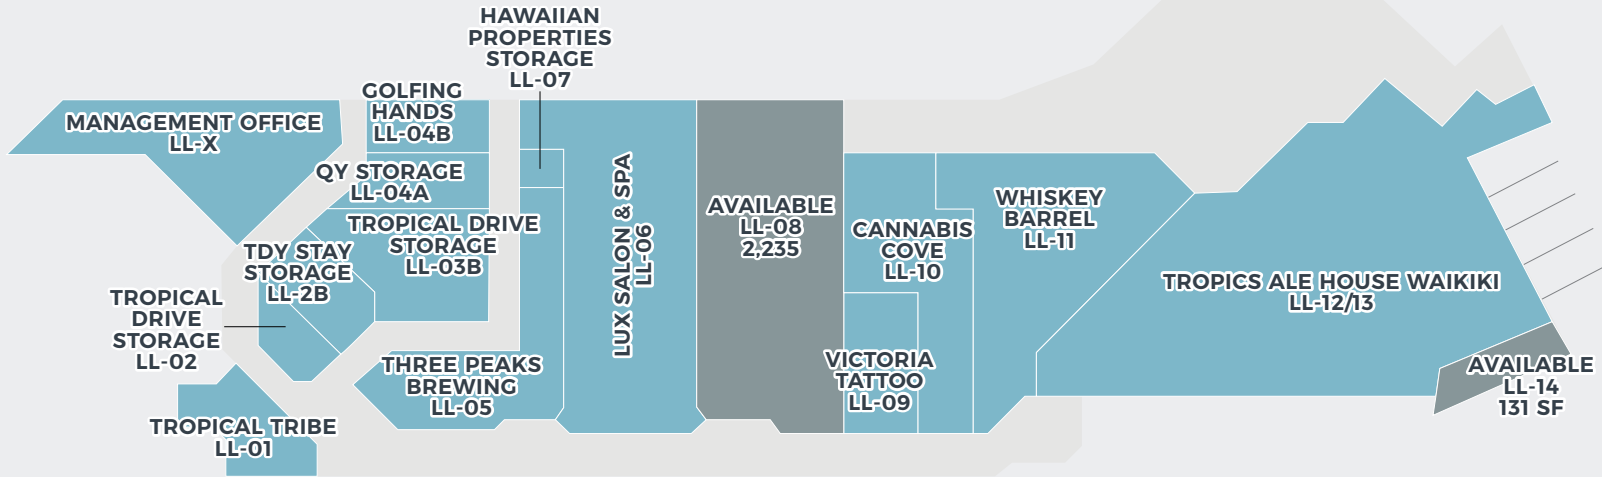 HAWAIIAN
PROPERTIES
STORAGE
LL-07
GOLFING
HANDS
LL-04B
MANAGEMENT OFFICE
LL-X
QY STORAGE
LL-04A
TROPICAL DRIVE
STORAGE
LL-03B
TDY STAY
STORAGE
LL-2B
TROPICAL
DRIVE
STORAGE
LL-02
THREE PEAKS
BREWING
LL-05
TROPICAL TRIBE
LL-01
LUX SALON & SPA
LL-06
AVAILABLE
LL-08
2,235
CANNABIS
COVE
LL-10
VICTORIA
TATTOO
LL-09
WHISKEY
BARREL
LL-11
TROPICS ALE HOUSE WAIKIKI
LL-12/13
AVAILABLE
LL-14
131 SF